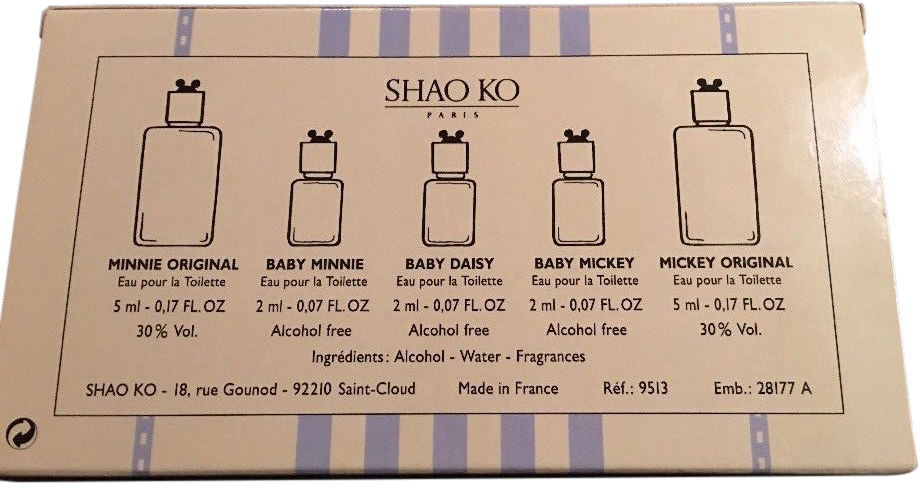 SHAO KO
PARIS
MINNIE ORIGINAL BABY MINNIE BABY DAISY BABY MICKEY MICKEY ORIGINAL
Eau pour la Toilette Eau pour la Toilette Eau pour la Toilette Eau pour la Toilette Eau pour la Toilette
5 ml - 0,17 FL. OZ 2 ml - 0,07 FL. OZ 2 ml - 0,07 FL. OZ 2 ml - 0,07 FL. OZ 5 ml - 0,17 FL. OZ
30% Vol. Alcohol free Alcohol free Alcohol free 30% Vol.
Ingrédients: Alcohol - Water - Fragrances
SHAO KO - 18, rue Gounod - 92210 Saint-Cloud Made in France Réf.: 9513 Emb.: 28177 A